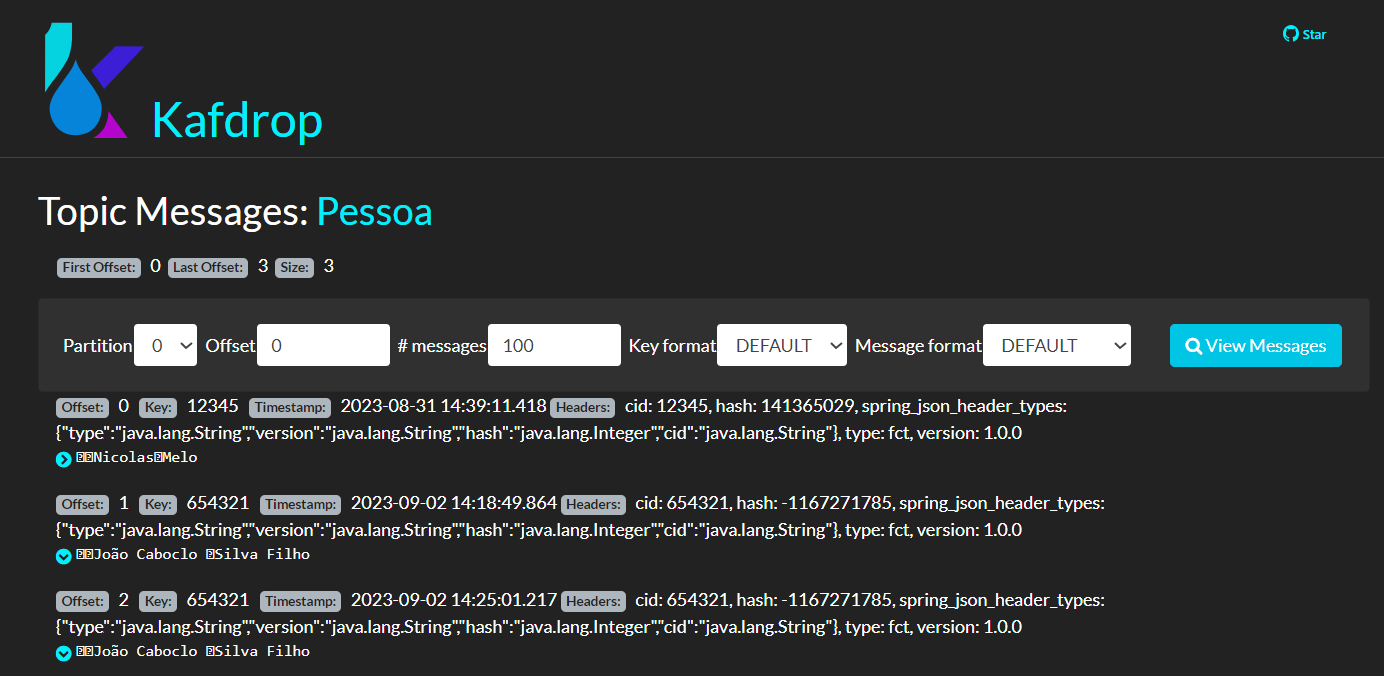 Star
Kafdrop
Topic Messages: Pessoa
First Offset: 0 Last Offset: 3 Size: 3
Partition 0 Offset 0 # messages 100 Key format DEFAULT Message format DEFAULT View Messages
Offset: 0 Key: 12345 Timestamp: 2023-08-31 14:39:11.418 Headers: cid: 12345, hash: 141365029, spring_json_header_types:
{"type":"java.lang.String","version":"java.lang.String","hash":"java.lang.Integer","cid":"java.lang.String"}, type: fct, version: 1.0.0
Nicolas Melo
Offset: 1 Key: 654321 Timestamp: 2023-09-02 14:18:49.864 Headers: cid: 654321, hash: -1167271785, spring_json_header_types:
{"type":"java.lang.String","version":"java.lang.String","hash":"java.lang.Integer","cid":"java.lang.String"}, type: fct, version: 1.0.0
João Caboclo Silva Filho
Offset: 2 Key: 654321 Timestamp: 2023-09-02 14:25:01.217 Headers: cid: 654321, hash: -1167271785, spring_json_header_types:
{"type":"java.lang.String","version":"java.lang.String","hash":"java.lang.Integer","cid":"java.lang.String"}, type: fct, version: 1.0.0
João Caboclo Silva Filho